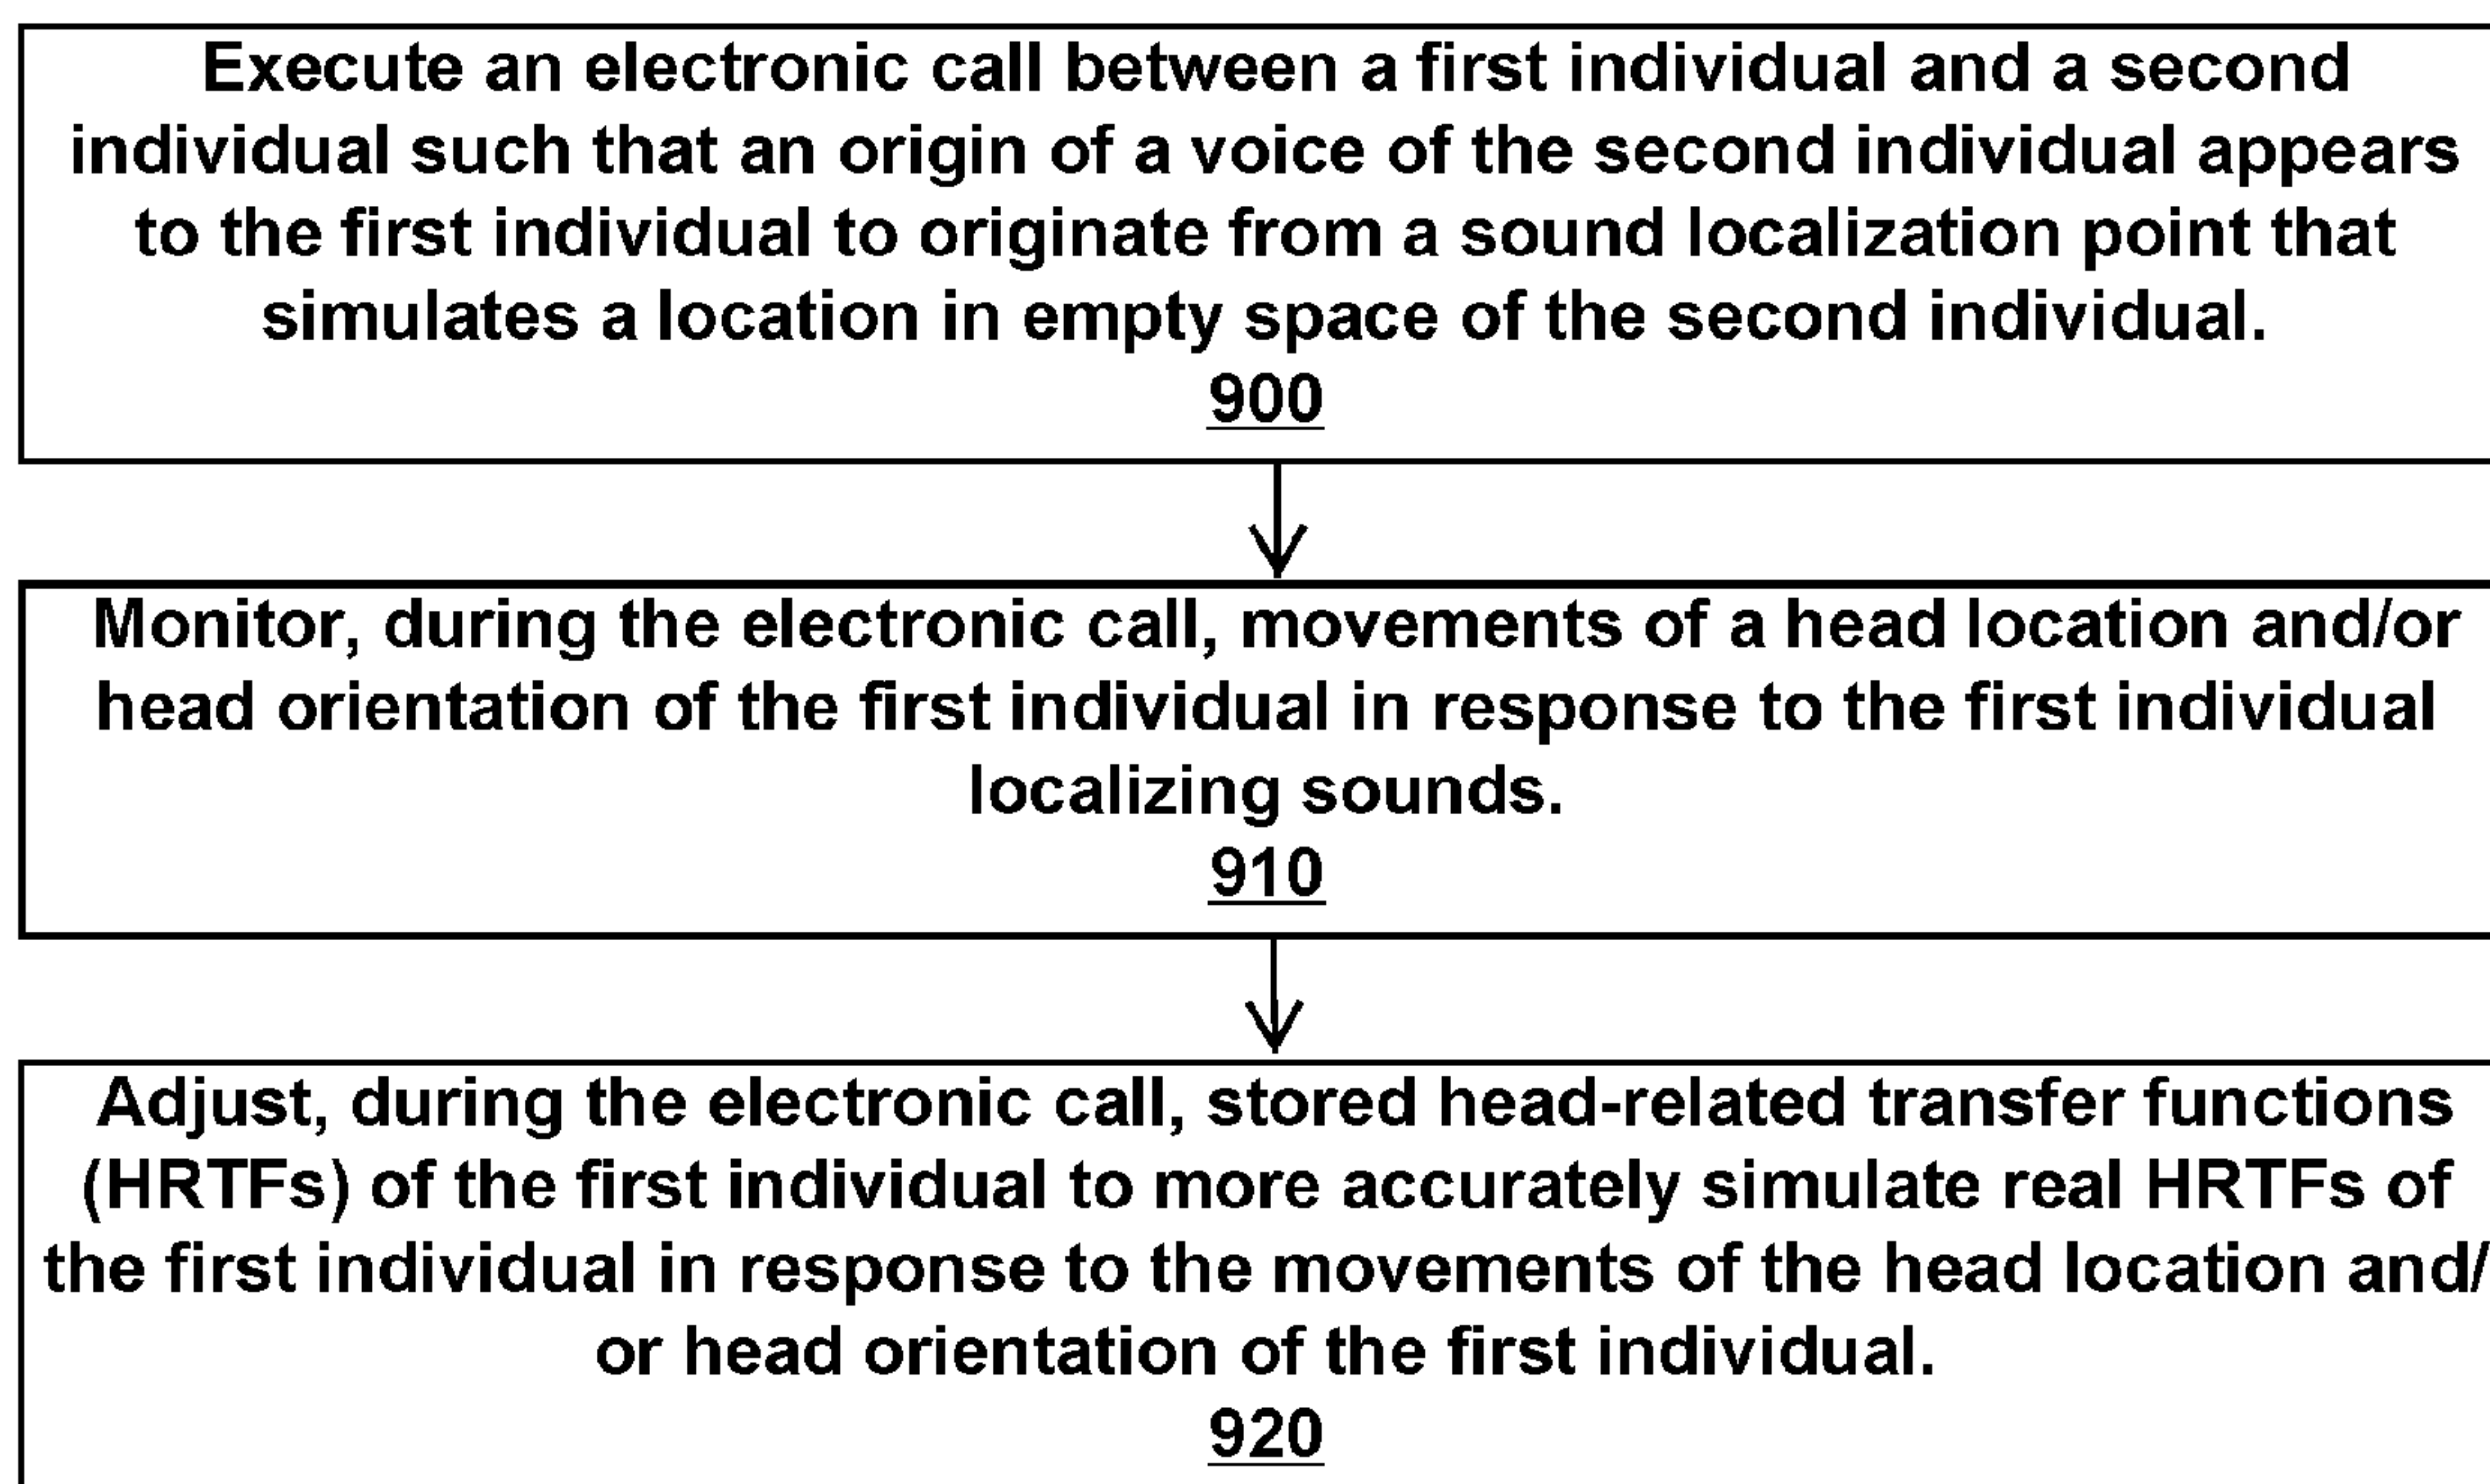 Execute an electronic call between a first individual and a second
individual such that an origin of a voice of the second individual appears
to the first individual to originate from a sound localization point that
simulates a location in empty space of the second individual.
900
Monitor, during the electronic call, movements of a head location and/or
head orientation of the first individual in response to the first individual
localizing sounds.
910
Adjust, during the electronic call, stored head-related transfer functions
(HRTFs) of the first individual to more accurately simulate real HRTFs of
the first individual in response to the movements of the head location and/
or head orientation of the first individual.
920